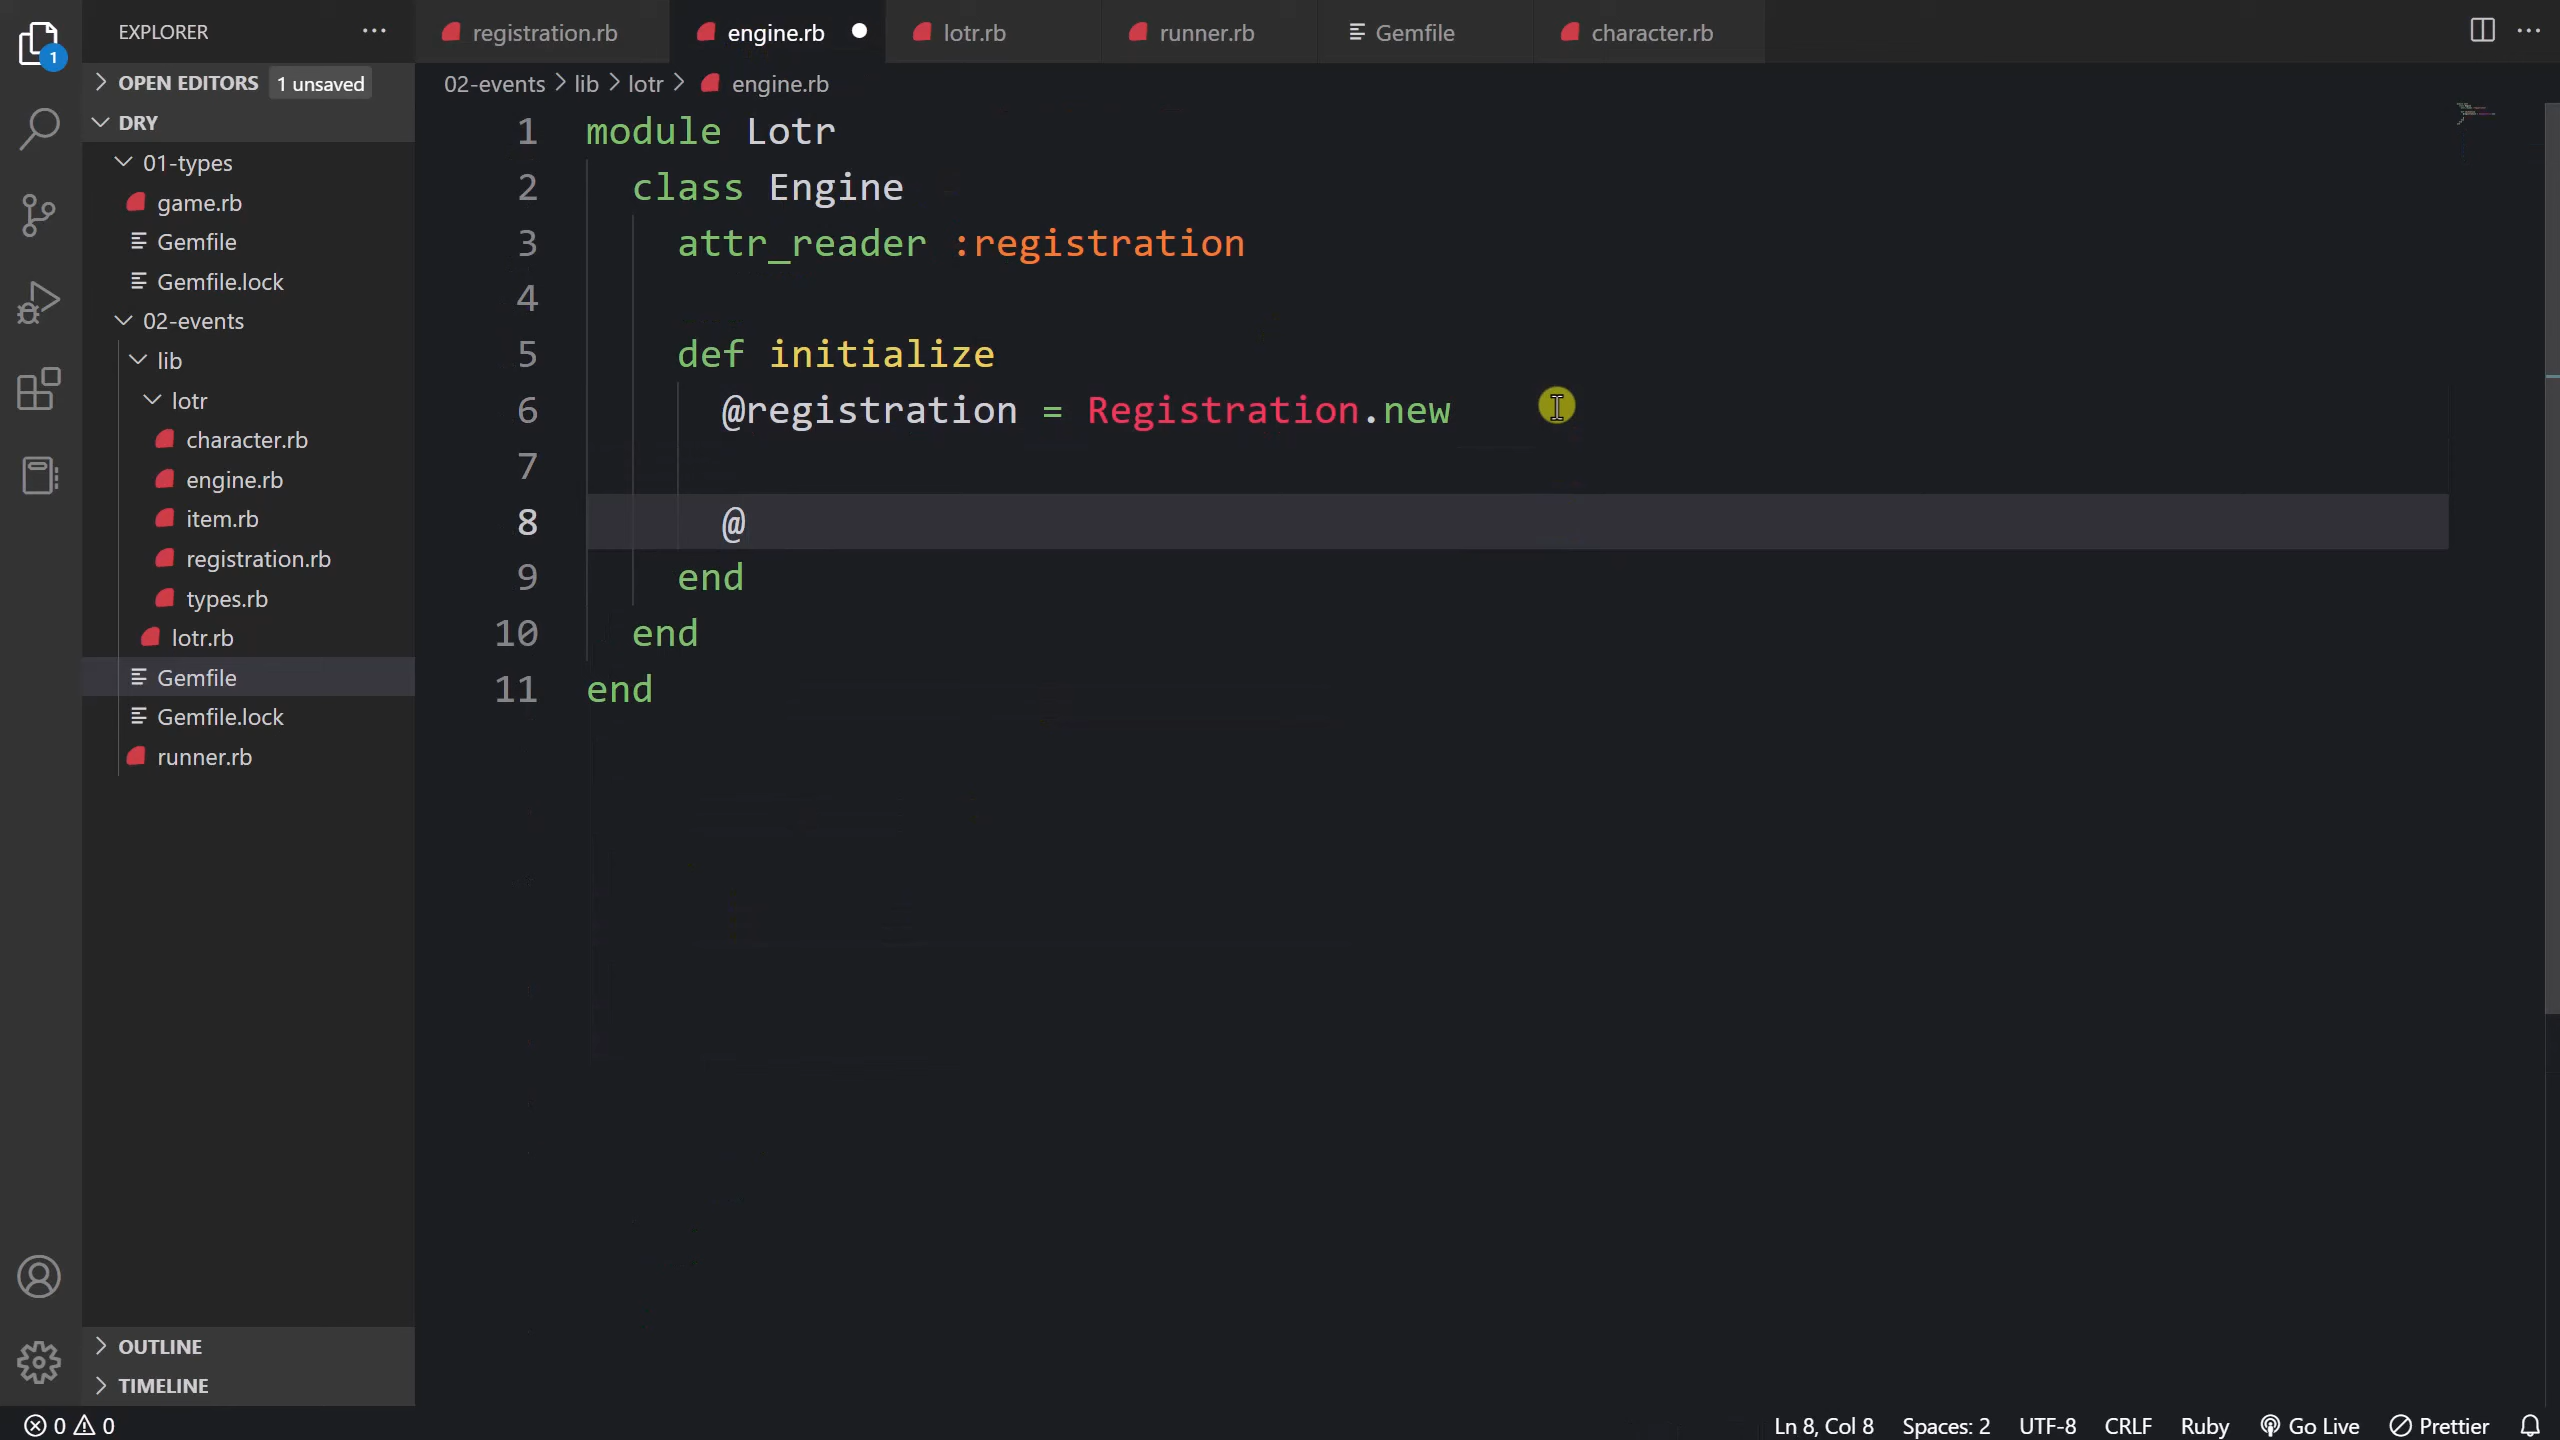 EXPLORER
registration.rb
engine.rb
lotr.rb
runner.rb
Gemfile
character.rb
1
OPEN EDITORS 1 unsaved
02-events lib lotr engine.rb
DRY
01-types
game.rb
Gemfile
Gemfile.lock
02-events
lib
lotr
character.rb
engine.rb
item.rb
registration.rb
types.rb
lotr.rb
Gemfile
Gemfile.lock
runner.rb
OUTLINE
TIMELINE
1 module Lotr
2 class Engine
3 attr_reader :registration
4
5 def initialize
6 @registration = Registration.new
7
8 @
9 end
10 end
11 end
0 0
Ln 8, Col 8 Spaces: 2 UTF-8 CRLF Ruby Go Live Prettier